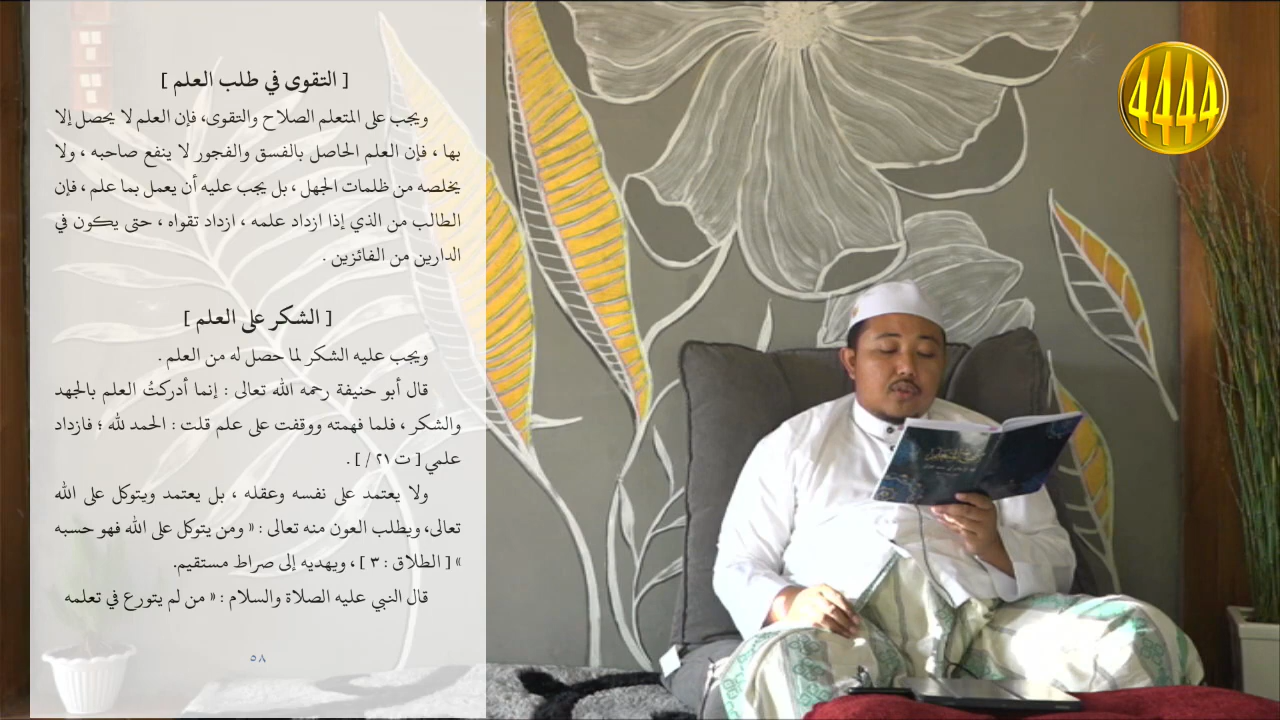 [ التقوى في طلب العلم ]
ويجب على المتعلم الصلاح والتقوى، فإن العلم لا يحصل إلا
بها ، فإن العلم الحاصل بالفسق والفجور لا ينفع صاحبه ، ولا
يخلصه من ظلمات الجهل ، بل يجب عليه أن يعمل بما علم ، فإن
الطالب من الذي إذا ازداد علمه ، ازداد تقواه ، حتى يكون في
الدارين من الفائزين .
[ الشكر على العلم ]
ويجب عليه الشكر لما حصل له من العلم .
قال أبو حنيفة رحمه الله تعالى : إنما أدركتُ العلم بالجهد
والشكر ، فلما فهمته ووقفت على علم قلت : الحمد لله ؛ فازداد
علمي [ ت ٢١ / ] .
ولا يعتمد على نفسه وعقله ، بل يعتمد ويتوكل على الله
تعالى، ويطلب العون منه تعالى : « ومن يتوكل على الله فهو حسبه
» [ الطلاق : ٣ ] ، ويهديه إلى صراط مستقيم.
قال النبي عليه الصلاة والسلام : « من لم يتورع في تعلمه
٥٨
4444